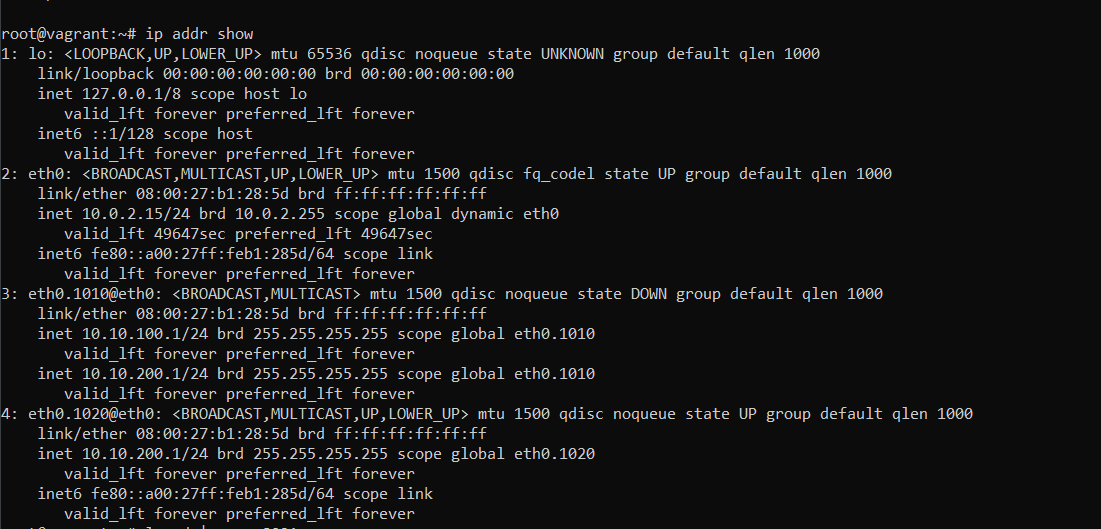 root@vagrant:~# ip addr show
1: lo: <LOOPBACK,UP,LOWER_UP> mtu 65536 qdisc noqueue state UNKNOWN group default qlen 1000
    link/loopback 00:00:00:00:00:00 brd 00:00:00:00:00:00
    inet 127.0.0.1/8 scope host lo
       valid_lft forever preferred_lft forever
    inet6 ::1/128 scope host
       valid_lft forever preferred_lft forever
2: eth0: <BROADCAST,MULTICAST,UP,LOWER_UP> mtu 1500 qdisc fq_codel state UP group default qlen 1000
    link/ether 08:00:27:b1:28:5d brd ff:ff:ff:ff:ff:ff
    inet 10.0.2.15/24 brd 10.0.2.255 scope global dynamic eth0
       valid_lft 49647sec preferred_lft 49647sec
    inet6 fe80::a00:27ff:feb1:285d/64 scope link
       valid_lft forever preferred_lft forever
3: eth0.1010@eth0: <BROADCAST,MULTICAST> mtu 1500 qdisc noqueue state DOWN group default qlen 1000
    link/ether 08:00:27:b1:28:5d brd ff:ff:ff:ff:ff:ff
    inet 10.10.100.1/24 brd 255.255.255.255 scope global eth0.1010
       valid_lft forever preferred_lft forever
    inet 10.10.200.1/24 brd 255.255.255.255 scope global eth0.1010
       valid_lft forever preferred_lft forever
4: eth0.1020@eth0: <BROADCAST,MULTICAST,UP,LOWER_UP> mtu 1500 qdisc noqueue state UP group default qlen 1000
    link/ether 08:00:27:b1:28:5d brd ff:ff:ff:ff:ff:ff
    inet 10.10.200.1/24 brd 255.255.255.255 scope global eth0.1020
       valid_lft forever preferred_lft forever
    inet6 fe80::a00:27ff:feb1:285d/64 scope link
       valid_lft forever preferred_lft forever